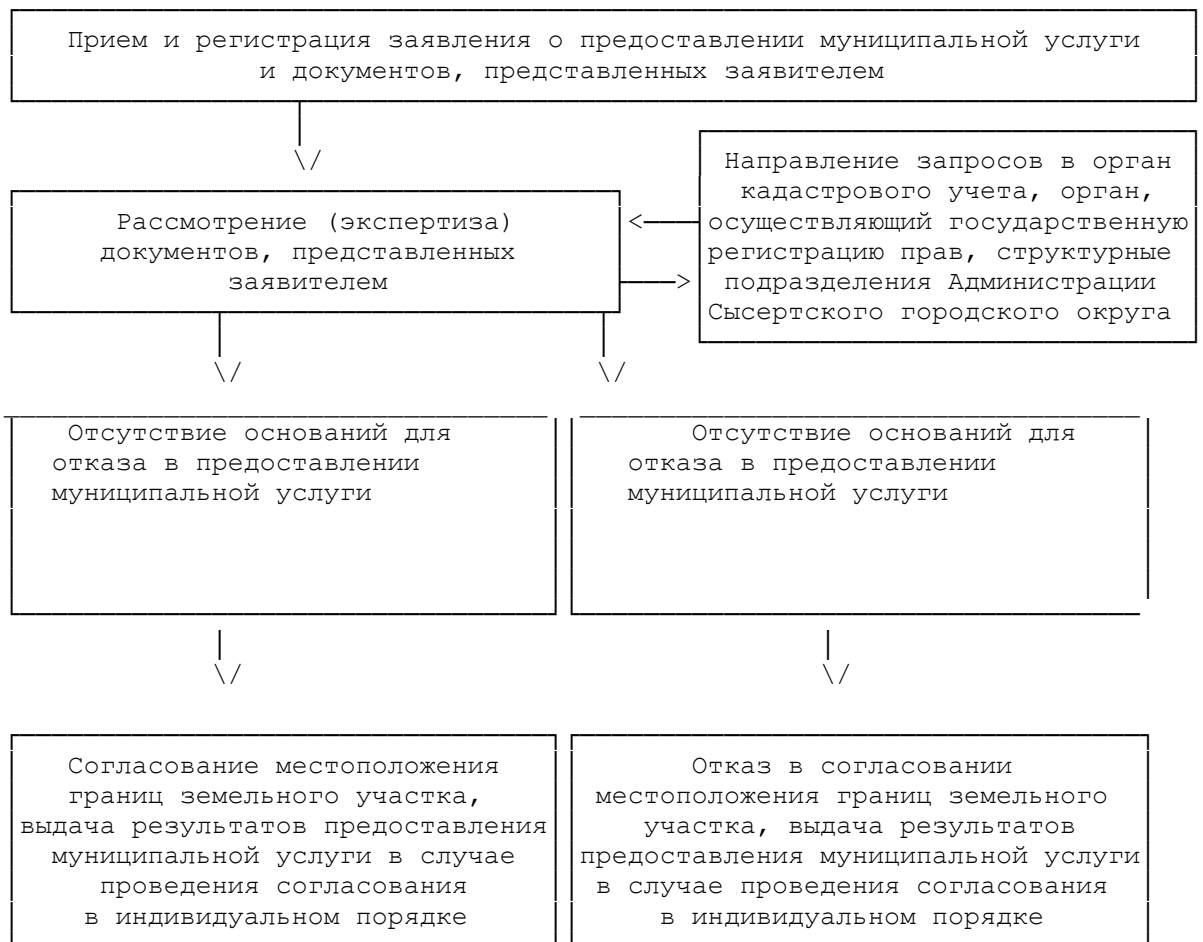 Прием и регистрация заявления о предоставлении муниципальной услуги
и документов, представленных заявителем
Направление запросов в орган
кадастрового учета, орган,
осуществляющий государственную
регистрацию прав, структурные
подразделения Администрации
Сысертского городского округа
Рассмотрение (экспертиза)
документов, представленных
заявителем
Отсутствие оснований для
отказа в предоставлении
муниципальной услуги
Отсутствие оснований для
отказа в предоставлении
муниципальной услуги
Согласование местоположения
границ земельного участка,
выдача результатов предоставления
муниципальной услуги в случае
проведения согласования
в индивидуальном порядке
Отказ в согласовании
местоположения границ земельного
участка, выдача результатов
предоставления муниципальной услуги
в случае проведения согласования
в индивидуальном порядке